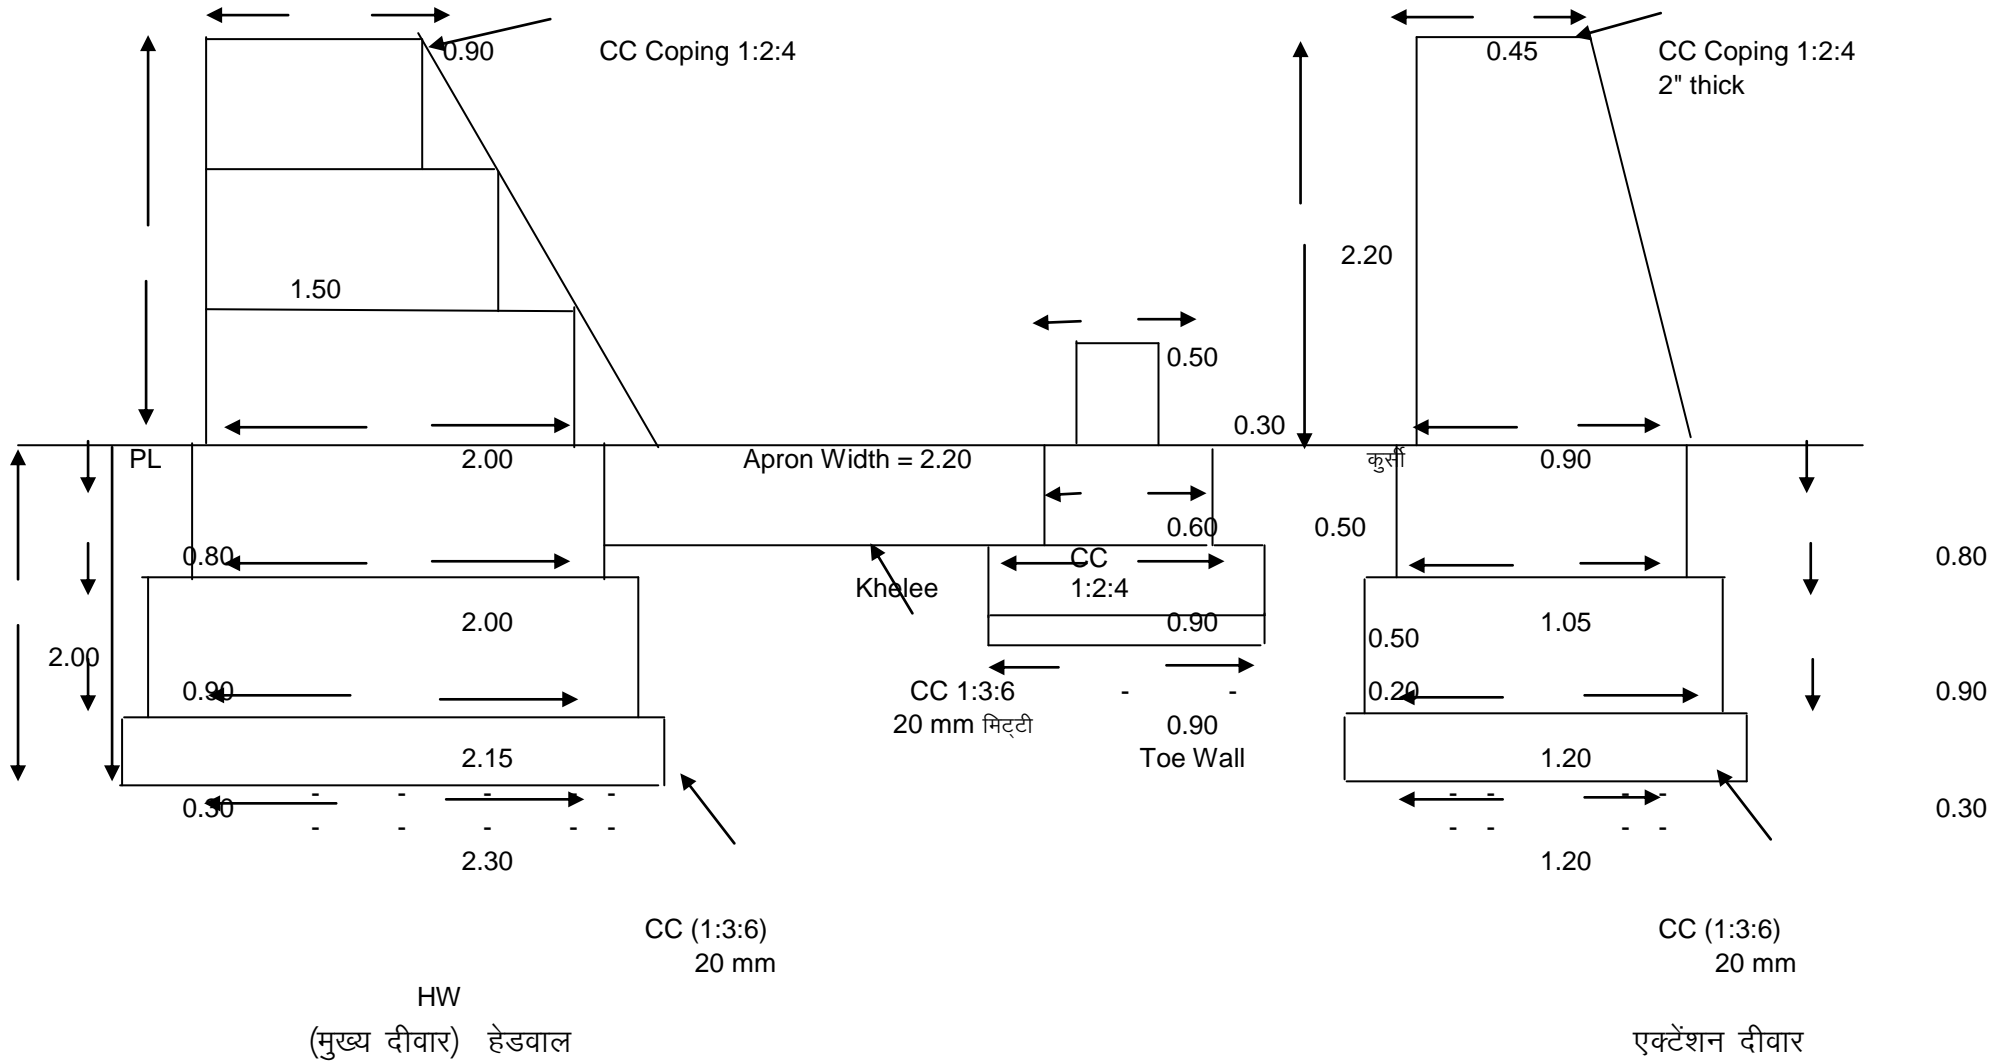 0.90 CC Coping 1:2:4 0.45 CC Coping 1:2:4
2" thick
2.20
1.50
0.50
0.30
PL 2.00 Apron Width = 2.20 कुर्सी 0.90
0.60 0.50
0.80 CC 0.80
Khelee 1:2:4
2.00 0.90 1.05
2.00 0.50
0.90 CC 1:3:6 - - 0.20 0.90
20 mm मिट्टी 0.90
2.15 Toe Wall 1.20
- - - - - - - - -
0.30 0.30
- - - - - - - - -
2.30 1.20
CC (1:3:6) CC (1:3:6)
20 mm 20 mm
HW
(मुख्य दीवार) हेडवाल एक्टेंशन दीवार